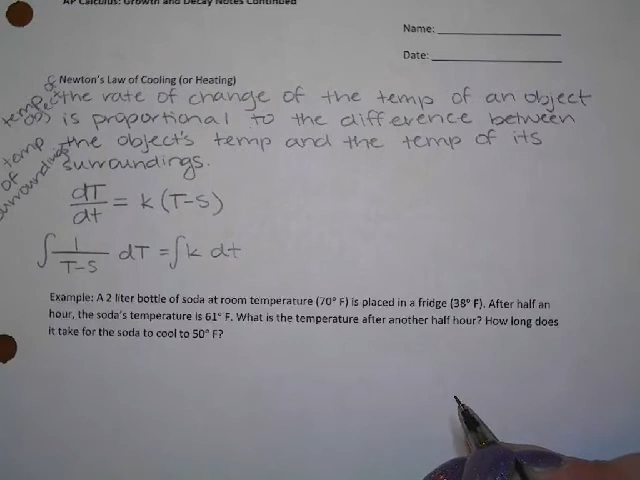 AP Calculus: Growth and Decay Notes Continued
Name:
Date:
Newton's Law of Cooling (or Heating)
the rate of change of the temp of an object
is proportional to the difference between
the object's temp and the temp of its
surroundings.
temp of
object
temp
of
surroundings
dT/dt = k(T-S)
∫ 1/(T-S) dT = ∫k dt
Example: A 2 liter bottle of soda at room temperature (70° F) is placed in a fridge (38° F). After half an
hour, the soda's temperature is 61° F. What is the temperature after another half hour? How long does
it take for the soda to cool to 50° F?